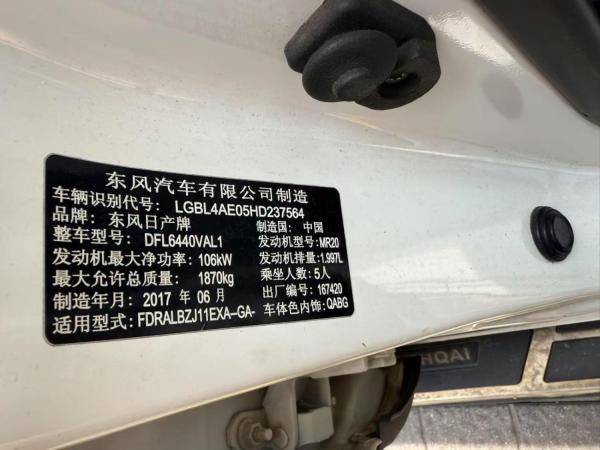 东风汽车有限公司制造
车辆识别代号： LGBL4AE05HD237564
品牌： 东风日产牌 制造国： 中国
整车型号： DFL6440VAL1 发动机型号：MR20
发动机最大净功率： 106kW 发动机排量：1.997L
最大允许总质量： 1870kg 乘坐人数：5人
制造年月：2017 年 06 月 出厂编号：167420
适用型式：FDRALBZJ11EXA-GA- 车体色内饰：QABG
IAQH